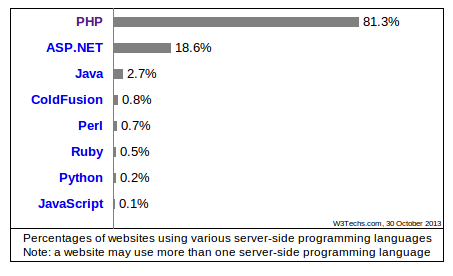 PHP 81.3%
ASP.NET 18.6%
Java 2.7%
ColdFusion 0.8%
Perl 0.7%
Ruby 0.5%
Python 0.2%
JavaScript 0.1%
W3Techs.com, 30 October 2013
Percentages of websites using various server-side programming languages
Note: a website may use more than one server-side programming language